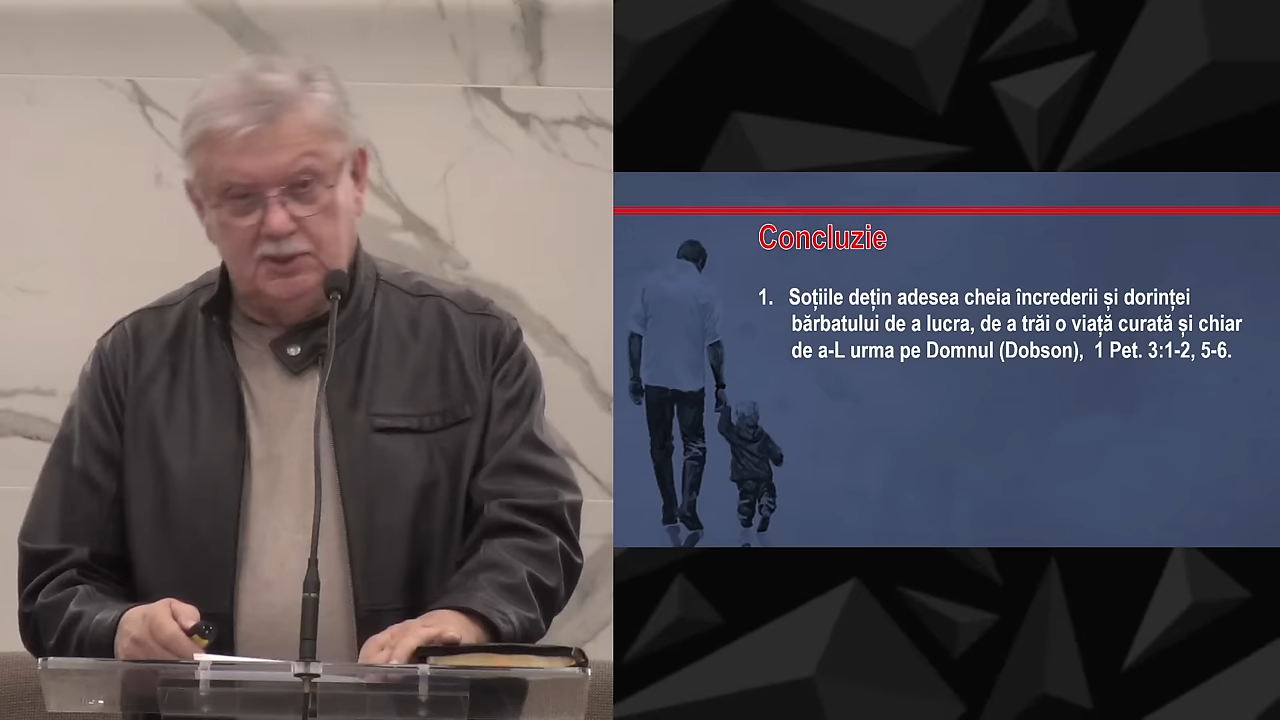 Concluzie
1. Soțiile dețin adesea cheia încrederii și dorinței
bărbatului de a lucra, de a trăi o viață curată și chiar
de a-L urma pe Domnul (Dobson), 1 Pet. 3:1-2, 5-6.